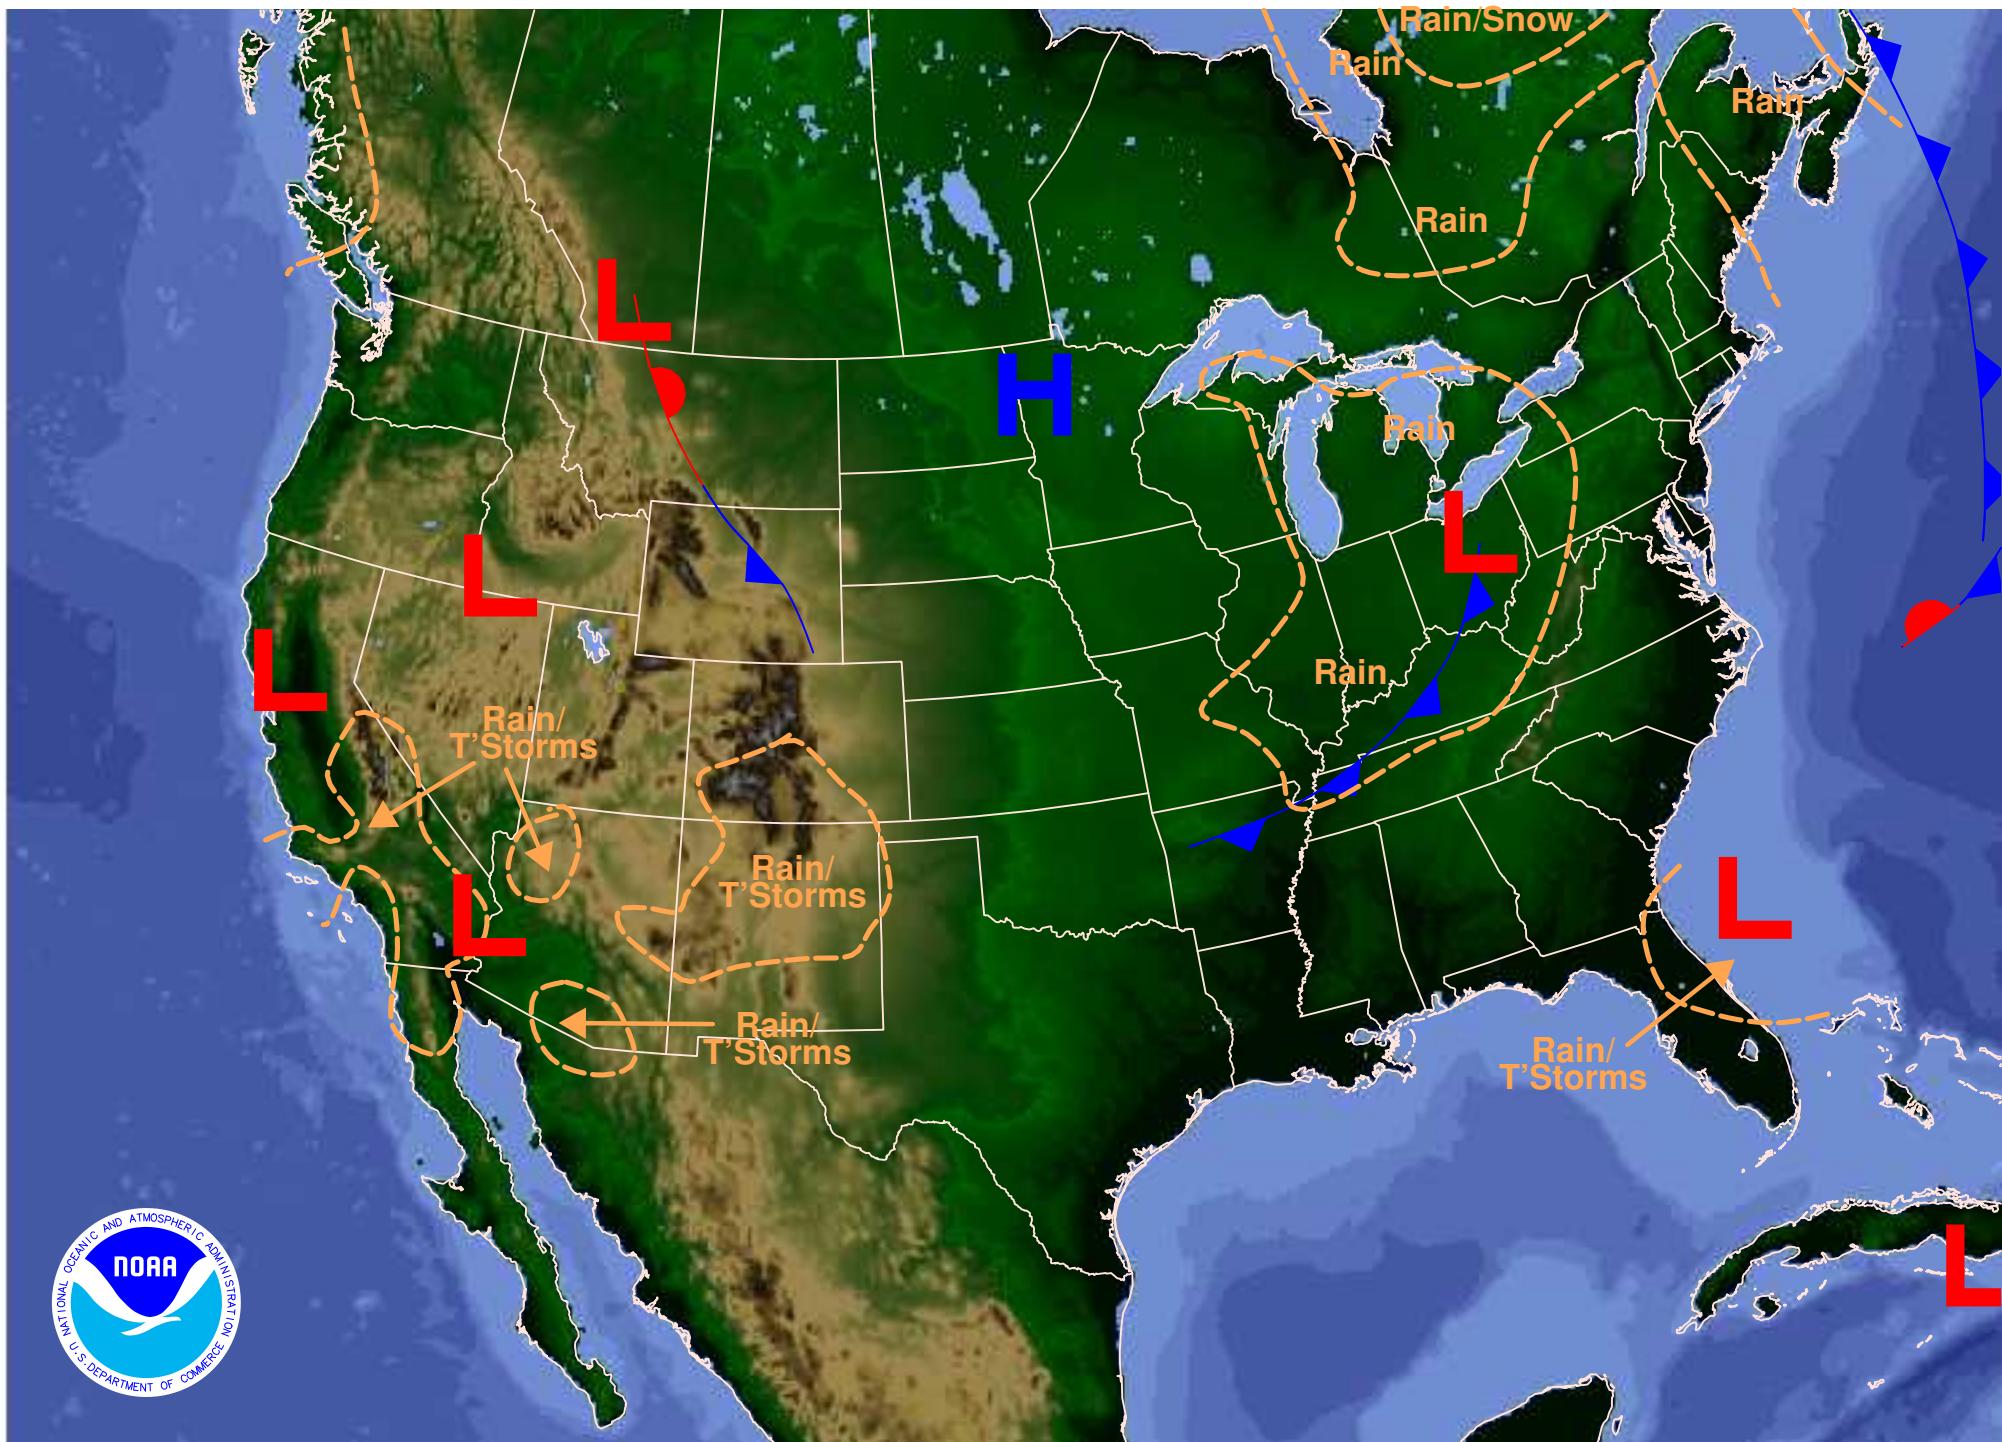 Rain/Snow
Rain
Rain
Rain
L
H
Rain
L
L
L
Rain
Rain/
T'Storms
Rain/
T'Storms
L
L
Rain/
T'Storms
Rain/
T'Storms
L
NATIONAL OCEANIC AND ATMOSPHERIC ADMINISTRATION
NOAA
U.S. DEPARTMENT OF COMMERCE